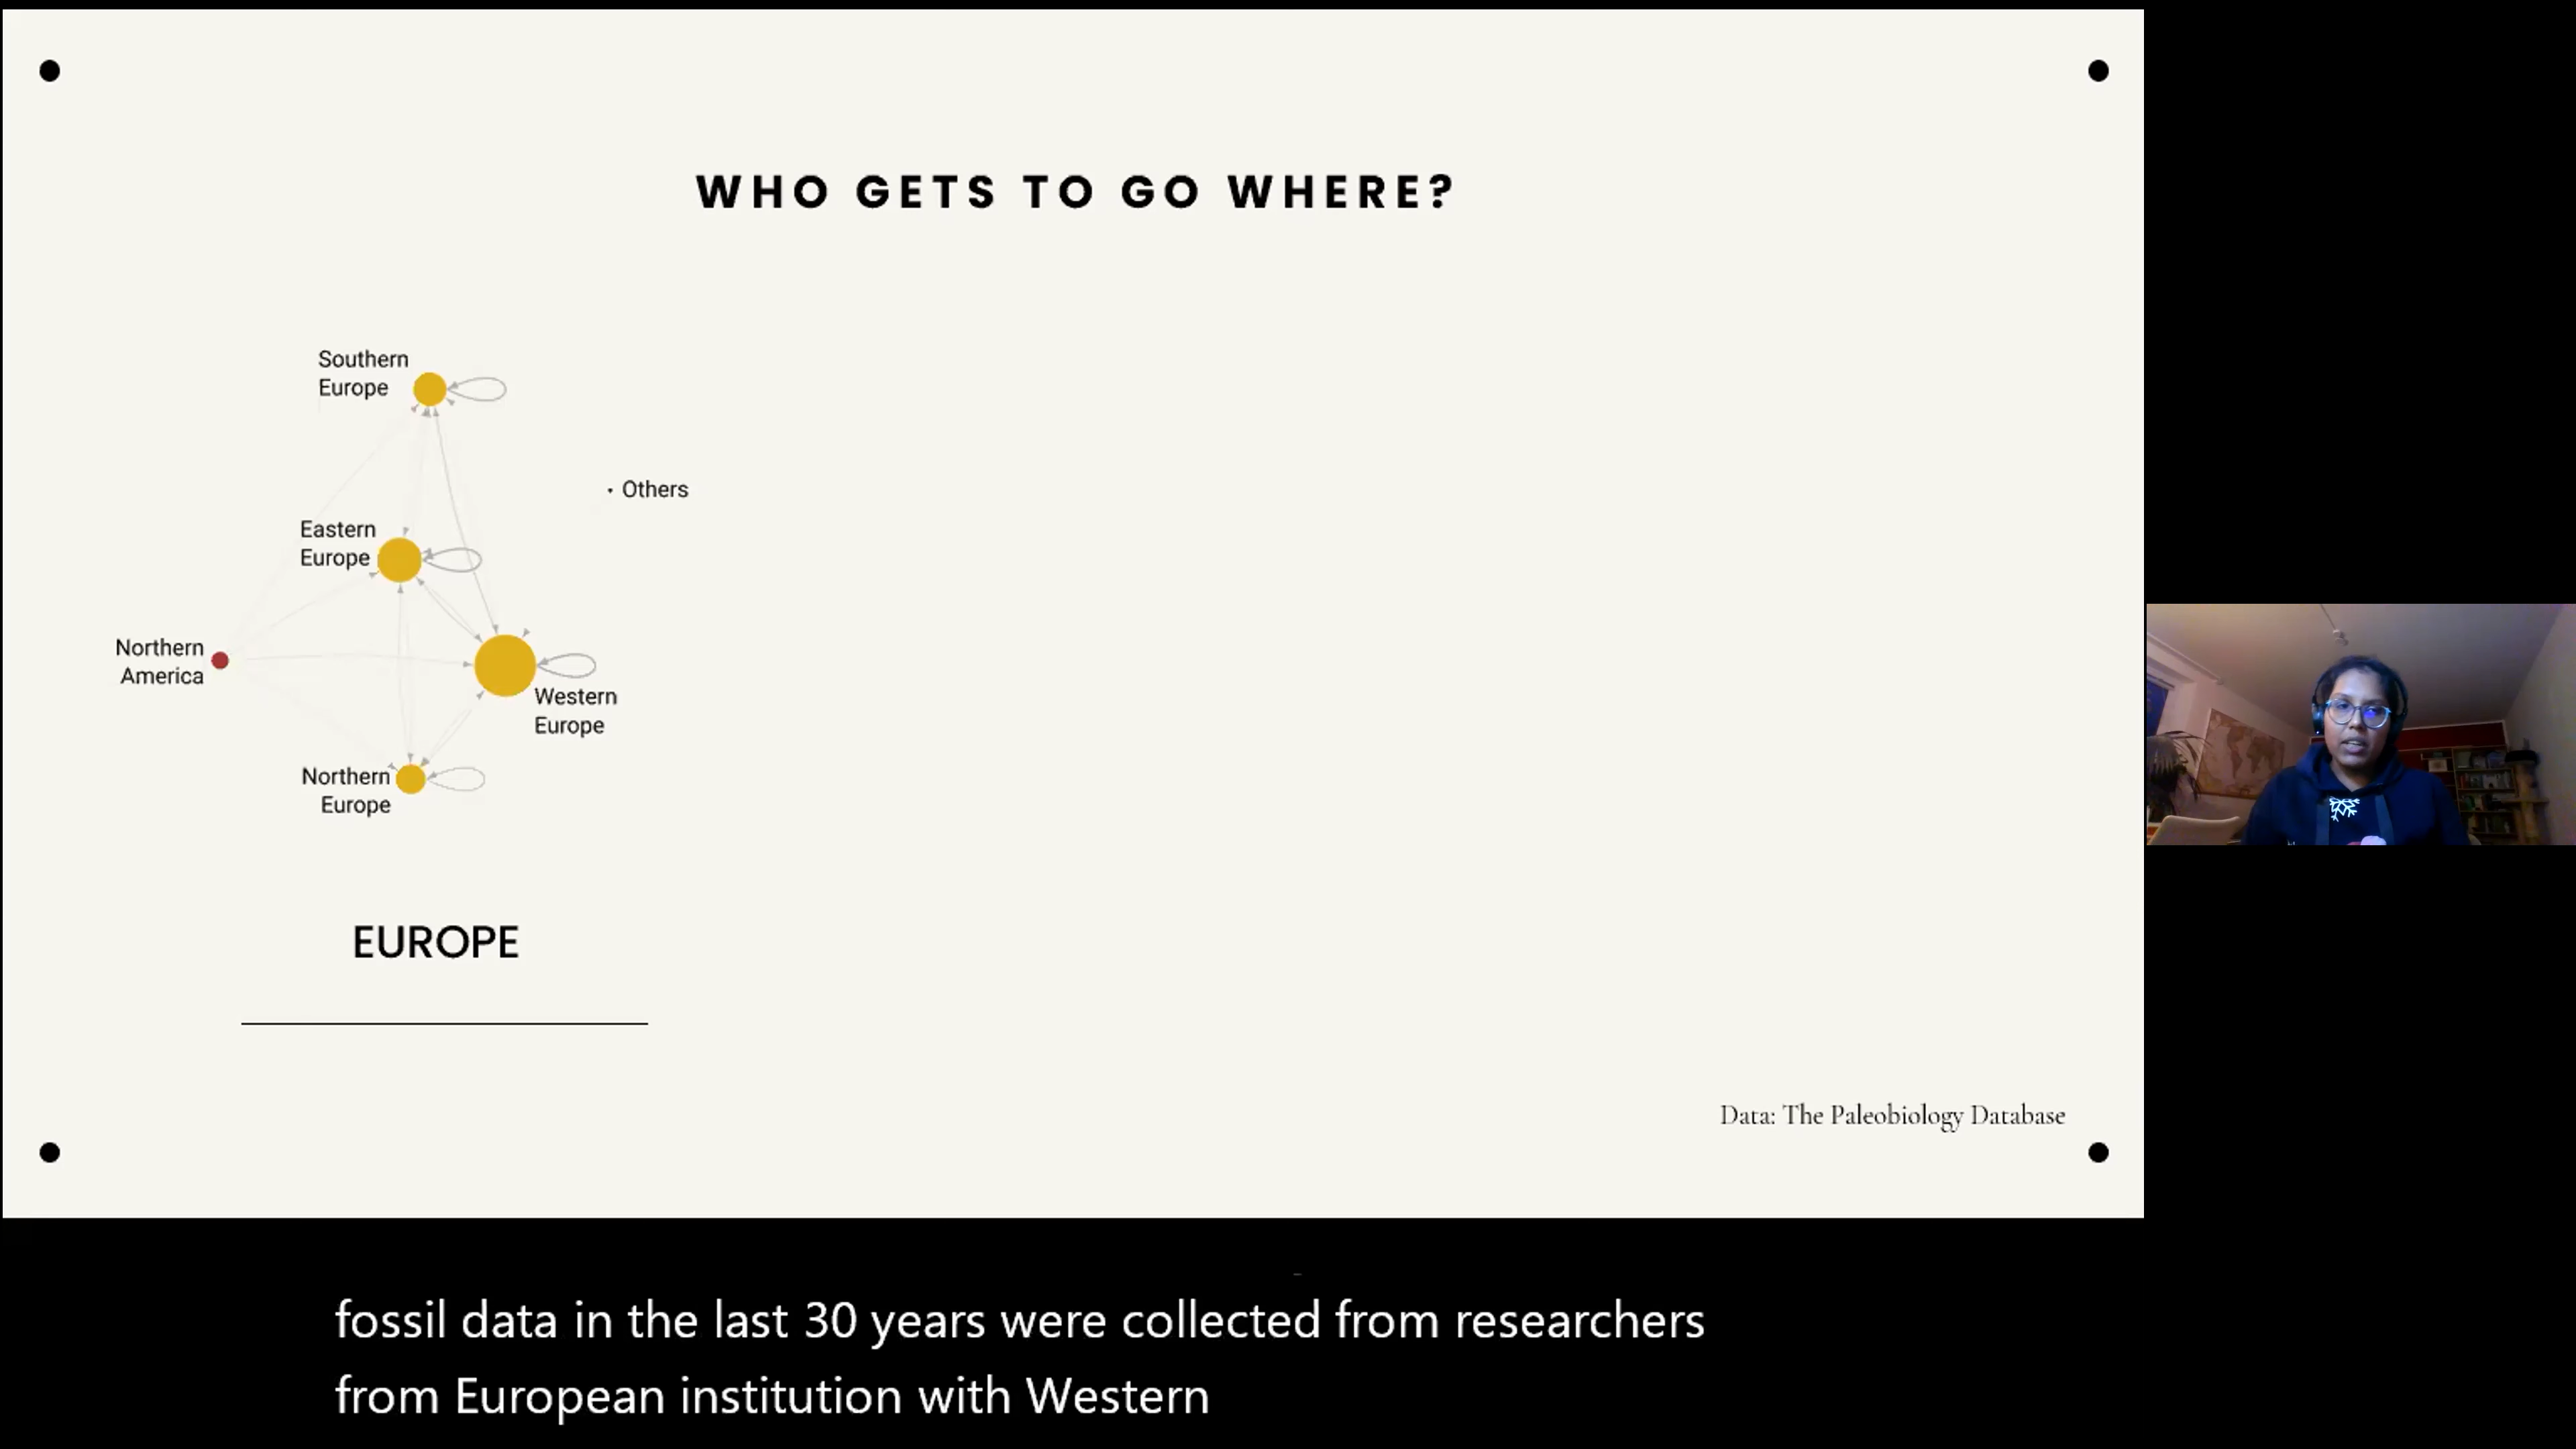 WHO GETS TO GO WHERE?
Southern
Europe
Others
Eastern
Europe
Northern
America
Western
Europe
Northern
Europe
EUROPE
Data: The Paleobiology Database
fossil data in the last 30 years were collected from researchers
from European institution with Western